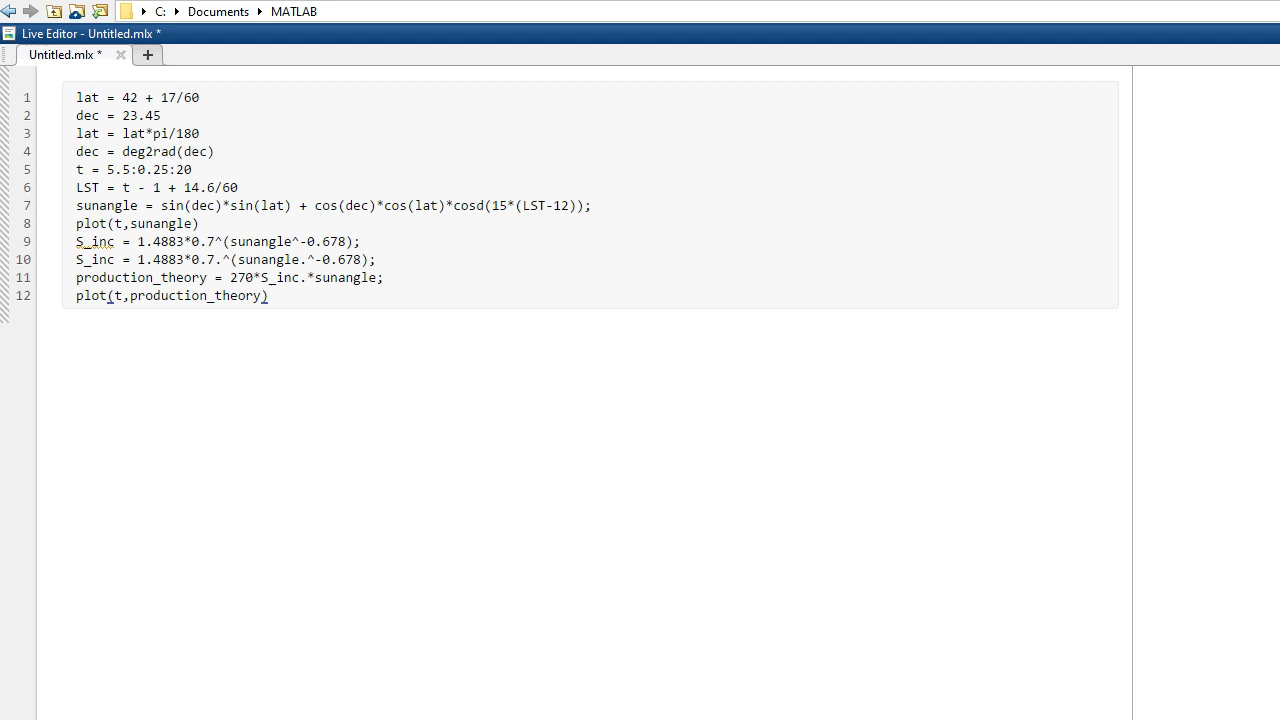 C: Documents MATLAB
Live Editor - Untitled.mlx *
Untitled.mlx *
1 lat = 42 + 17/60
2 dec = 23.45
3 lat = lat*pi/180
4 dec = deg2rad(dec)
5 t = 5.5:0.25:20
6 LST = t - 1 + 14.6/60
7 sunangle = sin(dec)*sin(lat) + cos(dec)*cos(lat)*cosd(15*(LST-12));
8 plot(t,sunangle)
9 S_inc = 1.4883*0.7^(sunangle^-0.678);
10 S_inc = 1.4883*0.7.^(sunangle.^-0.678);
11 production_theory = 270*S_inc.*sunangle;
12 plot(t,production_theory)